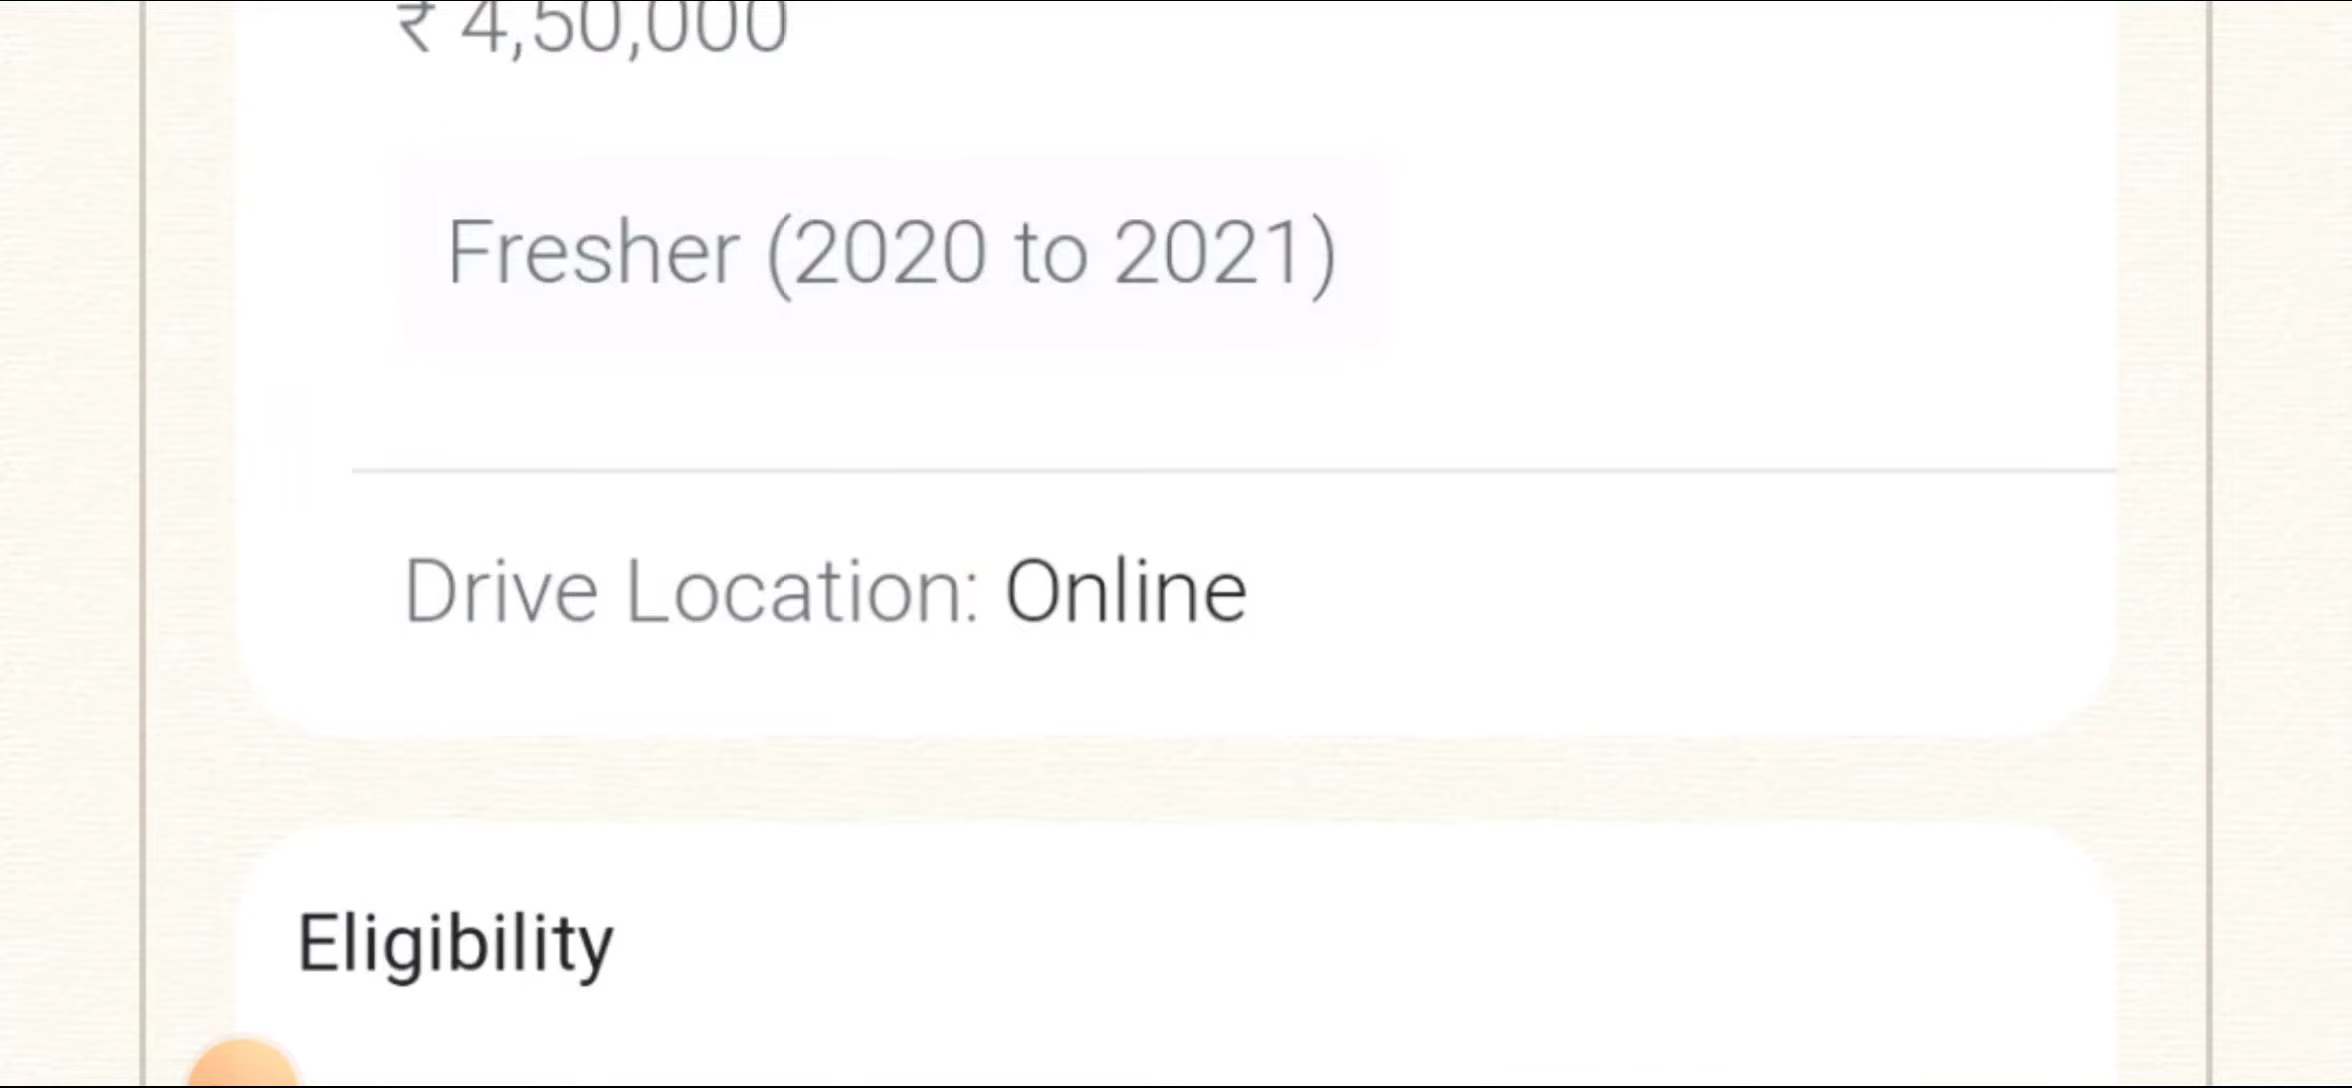 ₹ 4,50,000
Fresher (2020 to 2021)
Drive Location: Online
Eligibility